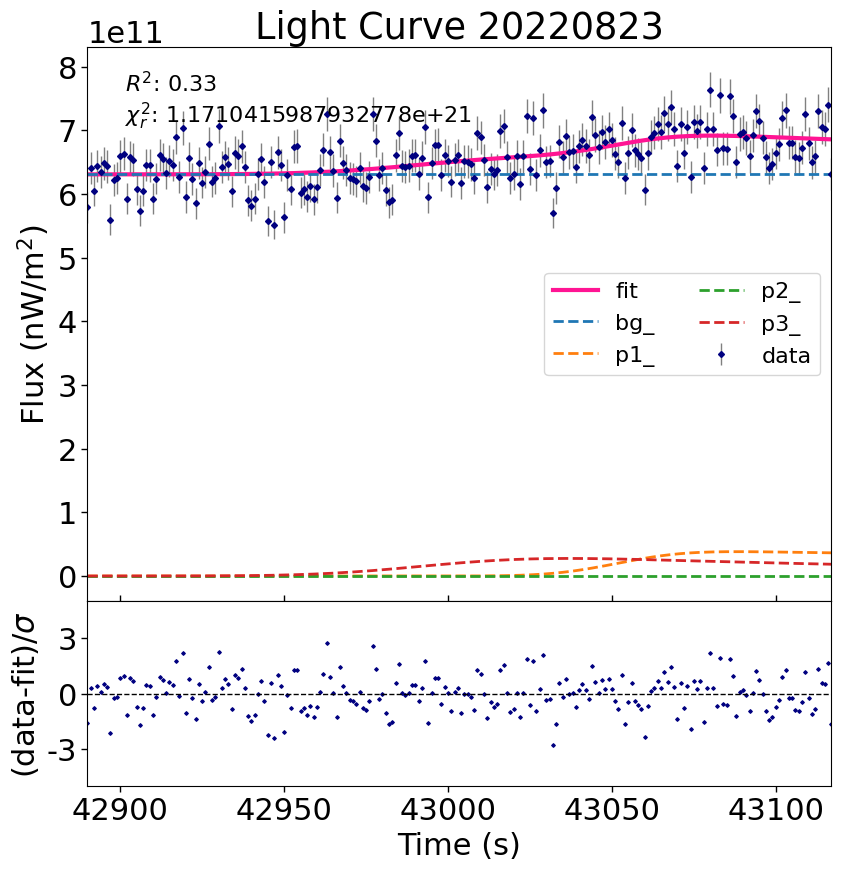 Light Curve 20220823
1e11
R²: 0.33
χ²ᵣ: 1.1710415987932778e+21
8
7
6
5
4
3
2
1
0
Flux (nW/m²)
fit
bg_
p1_
p2_
p3_
data
3
0
-3
(data-fit)/σ
42900 42950 43000 43050 43100
Time (s)